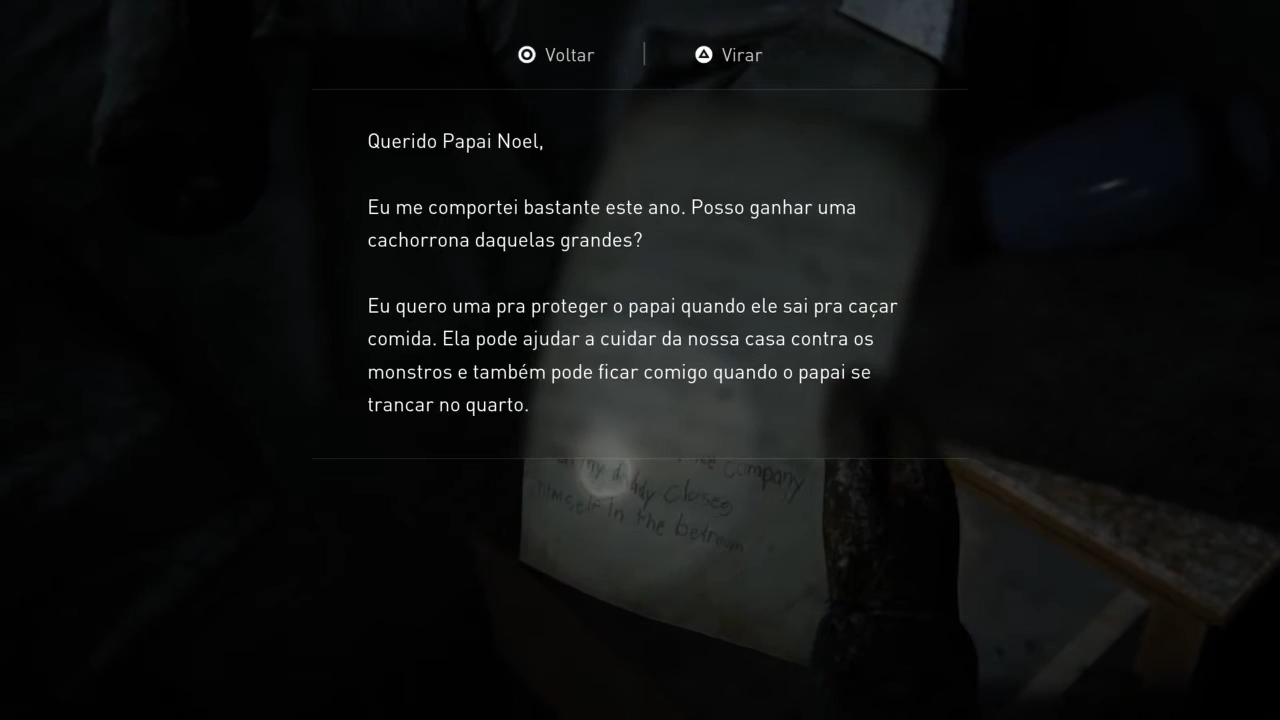 Voltar | Virar
Querido Papai Noel,
Eu me comportei bastante este ano. Posso ganhar uma
cachorrona daquelas grandes?
Eu quero uma pra proteger o papai quando ele sai pra caçar
comida. Ela pode ajudar a cuidar da nossa casa contra os
monstros e também pode ficar comigo quando o papai se
trancar no quarto.
company
my daddy closes
himself in the